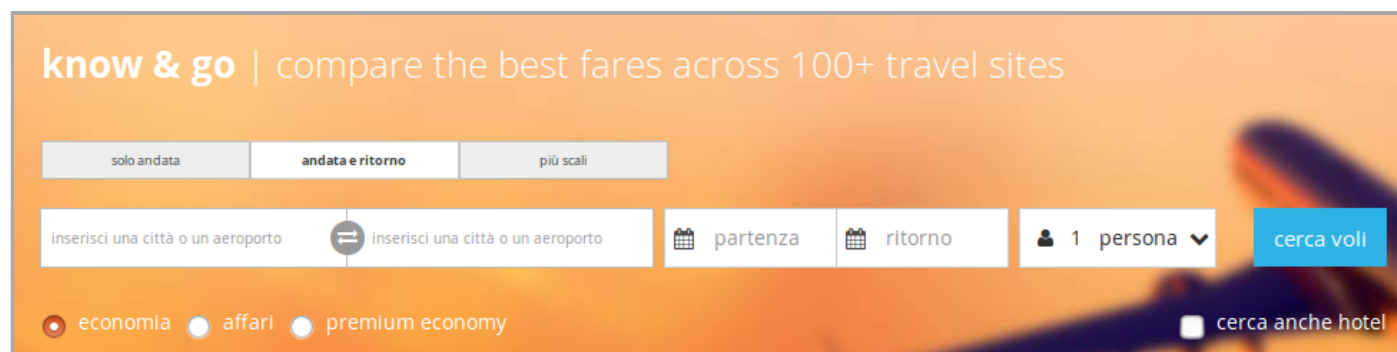 know & go | compare the best fares across 100+ travel sites
solo andata andata e ritorno più scali
inserisci una città o un aeroporto inserisci una città o un aeroporto partenza ritorno 1 persona cerca voli
economia affari premium economy cerca anche hotel